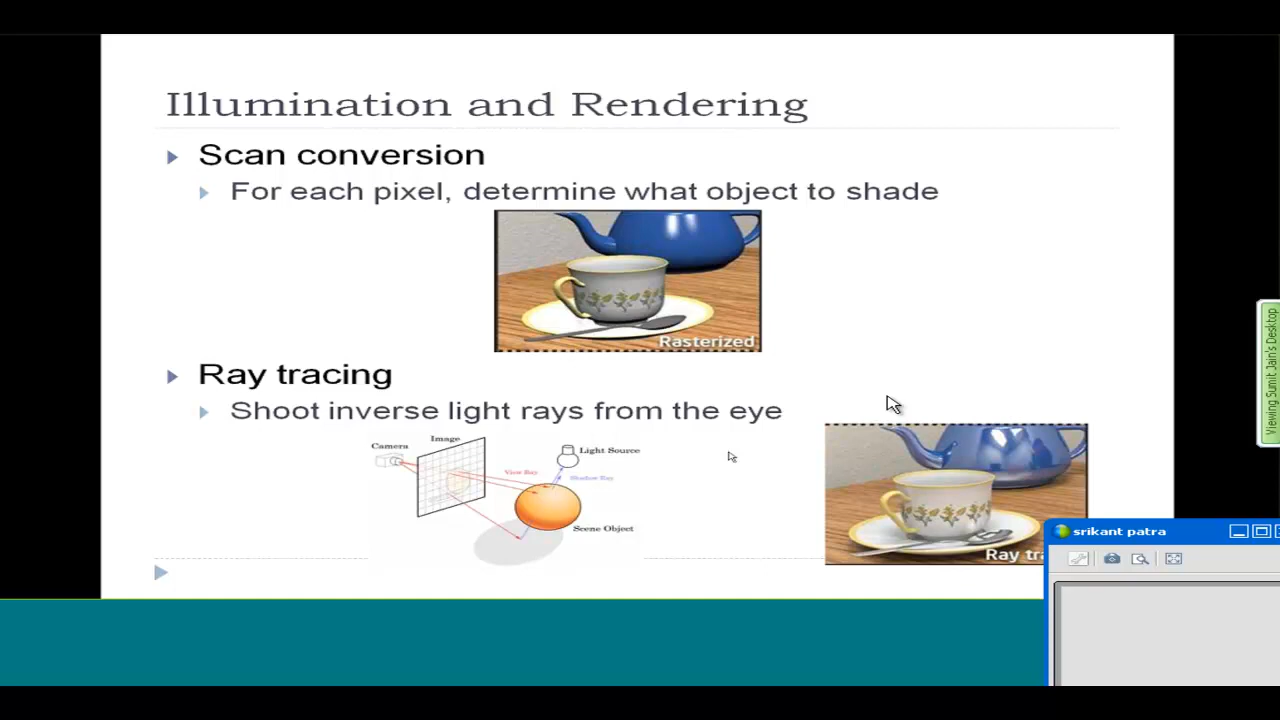 Illumination and Rendering
Scan conversion
For each pixel, determine what object to shade
Rasterized
Ray tracing
Shoot inverse light rays from the eye
Camera
Image
Light Source
View Ray
Shadow Ray
Scene Object
Ray tra
srikant patra
Viewing Sumit Jain's Desktop